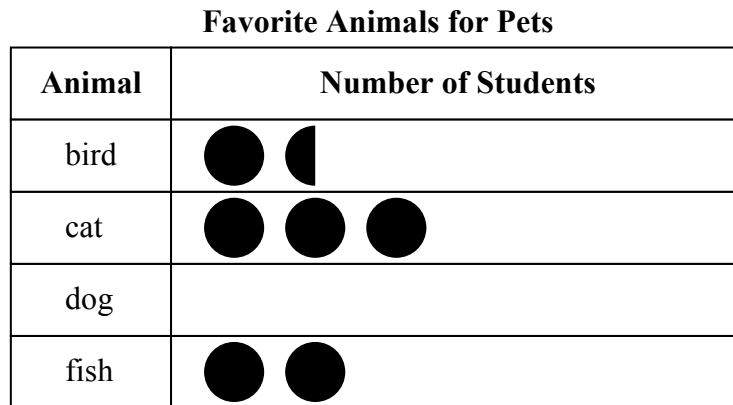 Favorite Animals for Pets
Animal Number of Students
bird
cat
dog
fish